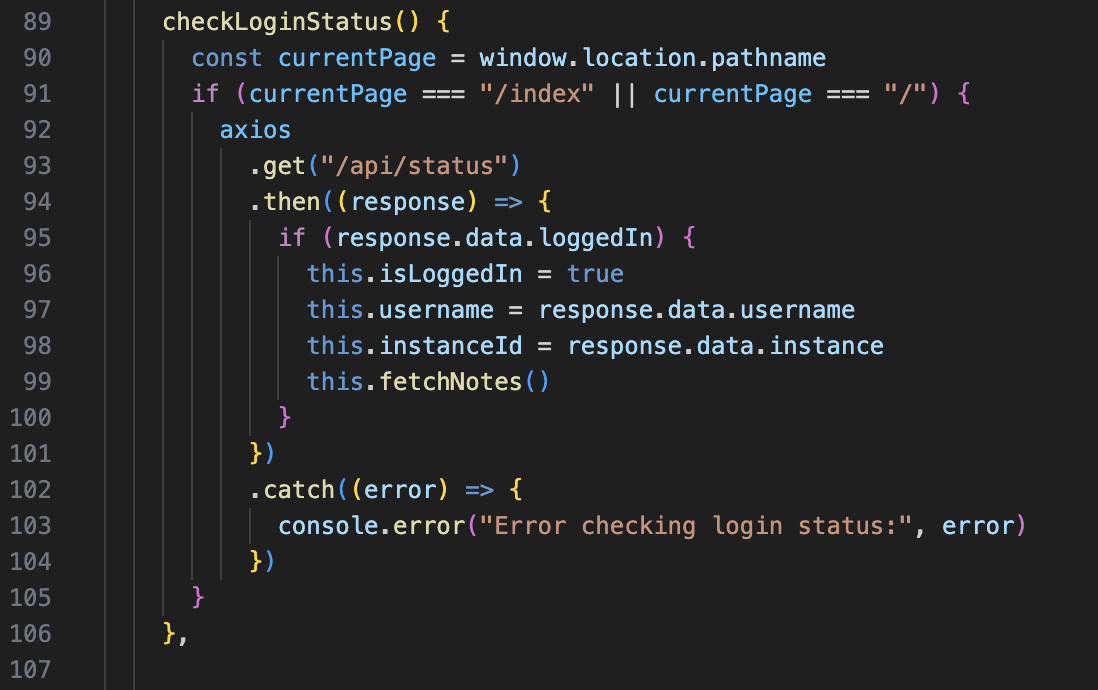 89 checkLoginStatus() {
90 const currentPage = window.location.pathname
91 if (currentPage === "/index" || currentPage === "/") {
92 axios
93 .get("/api/status")
94 .then((response) => {
95 if (response.data.loggedIn) {
96 this.isLoggedIn = true
97 this.username = response.data.username
98 this.instanceId = response.data.instance
99 this.fetchNotes()
100 }
101 })
102 .catch((error) => {
103 console.error("Error checking login status:", error)
104 })
105 }
106 },
107